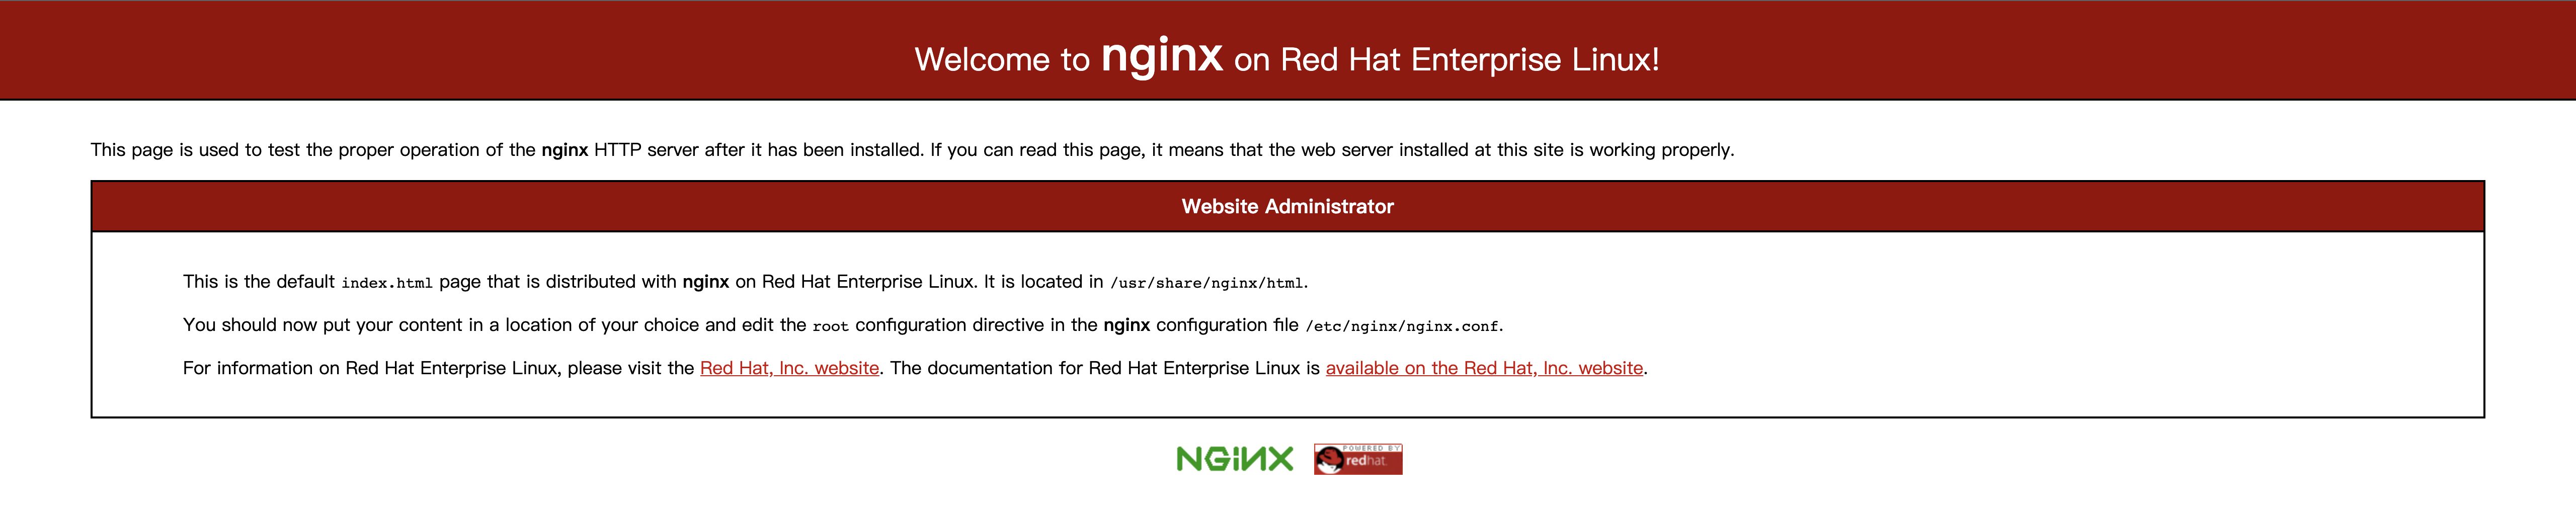 Welcome to nginx on Red Hat Enterprise Linux!
This page is used to test the proper operation of the nginx HTTP server after it has been installed. If you can read this page, it means that the web server installed at this site is working properly.
Website Administrator
This is the default index.html page that is distributed with nginx on Red Hat Enterprise Linux. It is located in /usr/share/nginx/html.
You should now put your content in a location of your choice and edit the root configuration directive in the nginx configuration file /etc/nginx/nginx.conf.
For information on Red Hat Enterprise Linux, please visit the Red Hat, Inc. website. The documentation for Red Hat Enterprise Linux is available on the Red Hat, Inc. website.
NGINX
POWERED BY
redhat